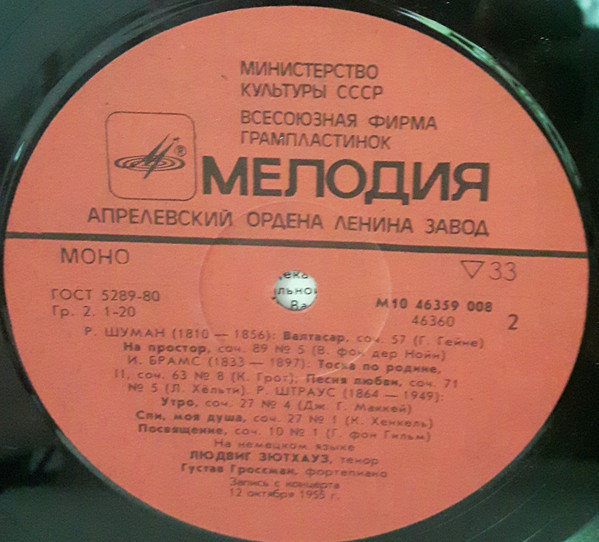 МИНИСТЕРСТВО
КУЛЬТУРЫ СССР
ВСЕСОЮЗНАЯ ФИРМА
ГРАМПЛАСТИНОК
®
МЕЛОДИЯ
АПРЕЛЕВСКИЙ ОРДЕНА ЛЕНИНА ЗАВОД
МОНО
▽33
ГОСТ 5289-80
Гр. 2. 1-20
М10 46359 008
46360
2
Р. ШУМАН (1810 — 1856): Валтасар, соч. 57 (Г. Гейне)
На простор, соч. 89 № 5 (В. фон дер Нойн)
И. БРАМС (1833 — 1897): Тоска по родине,
II, соч. 63 № 8 (К. Грот); Песня любви, соч. 71
№ 5 (Л. Хёльти). Р. ШТРАУС (1864 — 1949):
Утро, соч. 27 № 4 (Дж. Г. Маккей)
Спи, моя душа, соч. 27 № 1 (К. Хенкель)
Посвящение, соч. 10 № 1 (Г. фон Гильм)
На немецком языке
ЛЮДВИГ ЗЮТХАУЗ, тенор
Густав Гроссман, фортепиано
Запись с концерта
12 октября 1955 г.